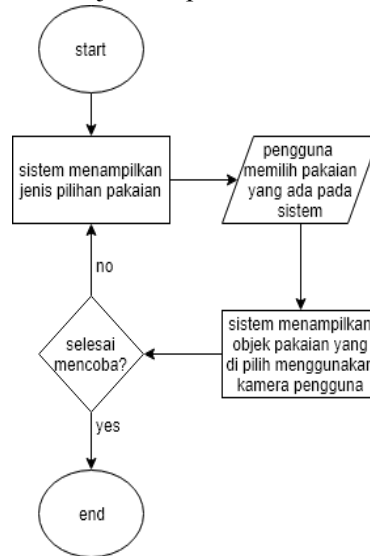 start
sistem menampilkan
jenis pilihan pakaian
pengguna
memilih pakaian
yang ada pada
sistem
sistem menampilkan
objek pakaian yang
di pilih menggunakan
kamera pengguna
selesai
mencoba?
no
yes
end